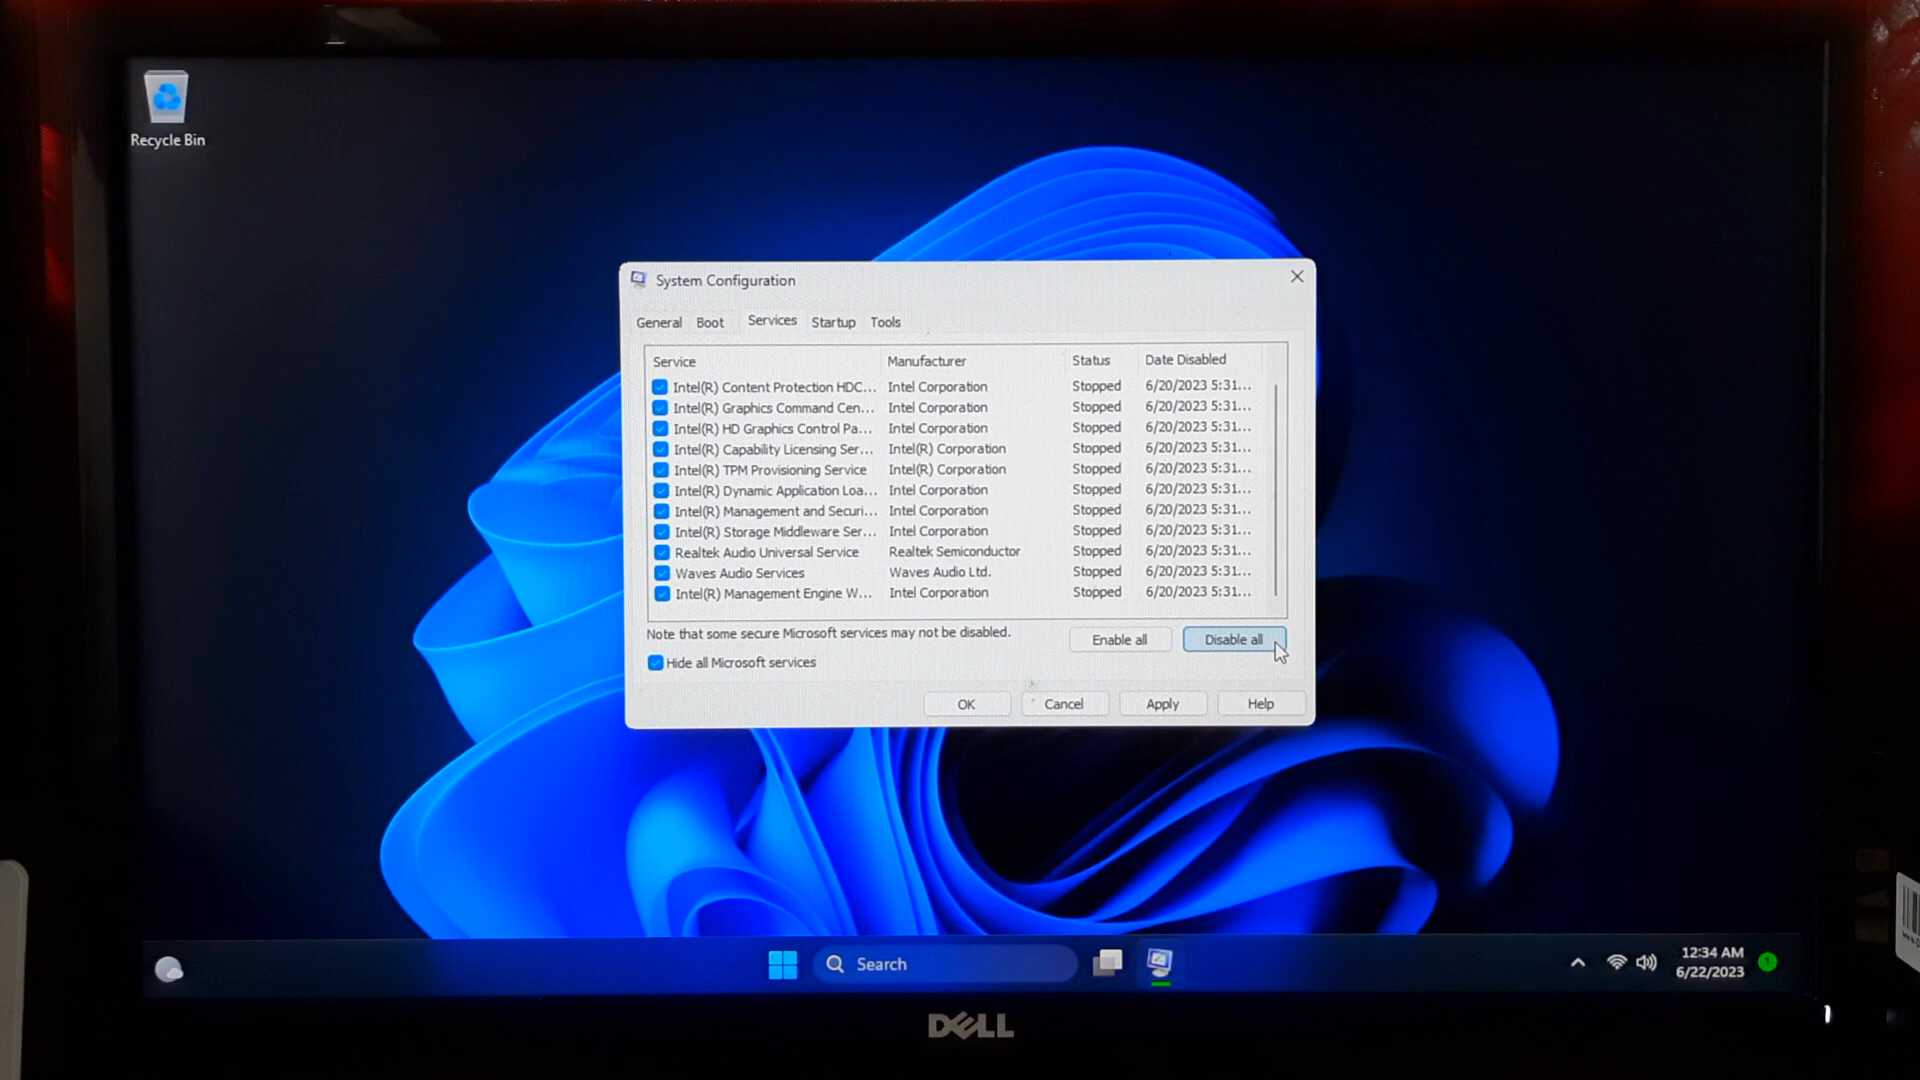 Recycle Bin
System Configuration
General Boot Services Startup Tools
Service Manufacturer Status Date Disabled
Intel(R) Content Protection HDC... Intel Corporation Stopped 6/20/2023 5:31...
Intel(R) Graphics Command Cen... Intel Corporation Stopped 6/20/2023 5:31...
Intel(R) HD Graphics Control Pa... Intel Corporation Stopped 6/20/2023 5:31...
Intel(R) Capability Licensing Ser... Intel(R) Corporation Stopped 6/20/2023 5:31...
Intel(R) TPM Provisioning Service Intel(R) Corporation Stopped 6/20/2023 5:31...
Intel(R) Dynamic Application Loa... Intel Corporation Stopped 6/20/2023 5:31...
Intel(R) Management and Securi... Intel Corporation Stopped 6/20/2023 5:31...
Intel(R) Storage Middleware Ser... Intel Corporation Stopped 6/20/2023 5:31...
Realtek Audio Universal Service Realtek Semiconductor Stopped 6/20/2023 5:31...
Waves Audio Services Waves Audio Ltd. Stopped 6/20/2023 5:31...
Intel(R) Management Engine W... Intel Corporation Stopped 6/20/2023 5:31...
Note that some secure Microsoft services may not be disabled.
Enable all Disable all
Hide all Microsoft services
OK Cancel Apply Help
Search
12:34 AM
6/22/2023
1
DELL